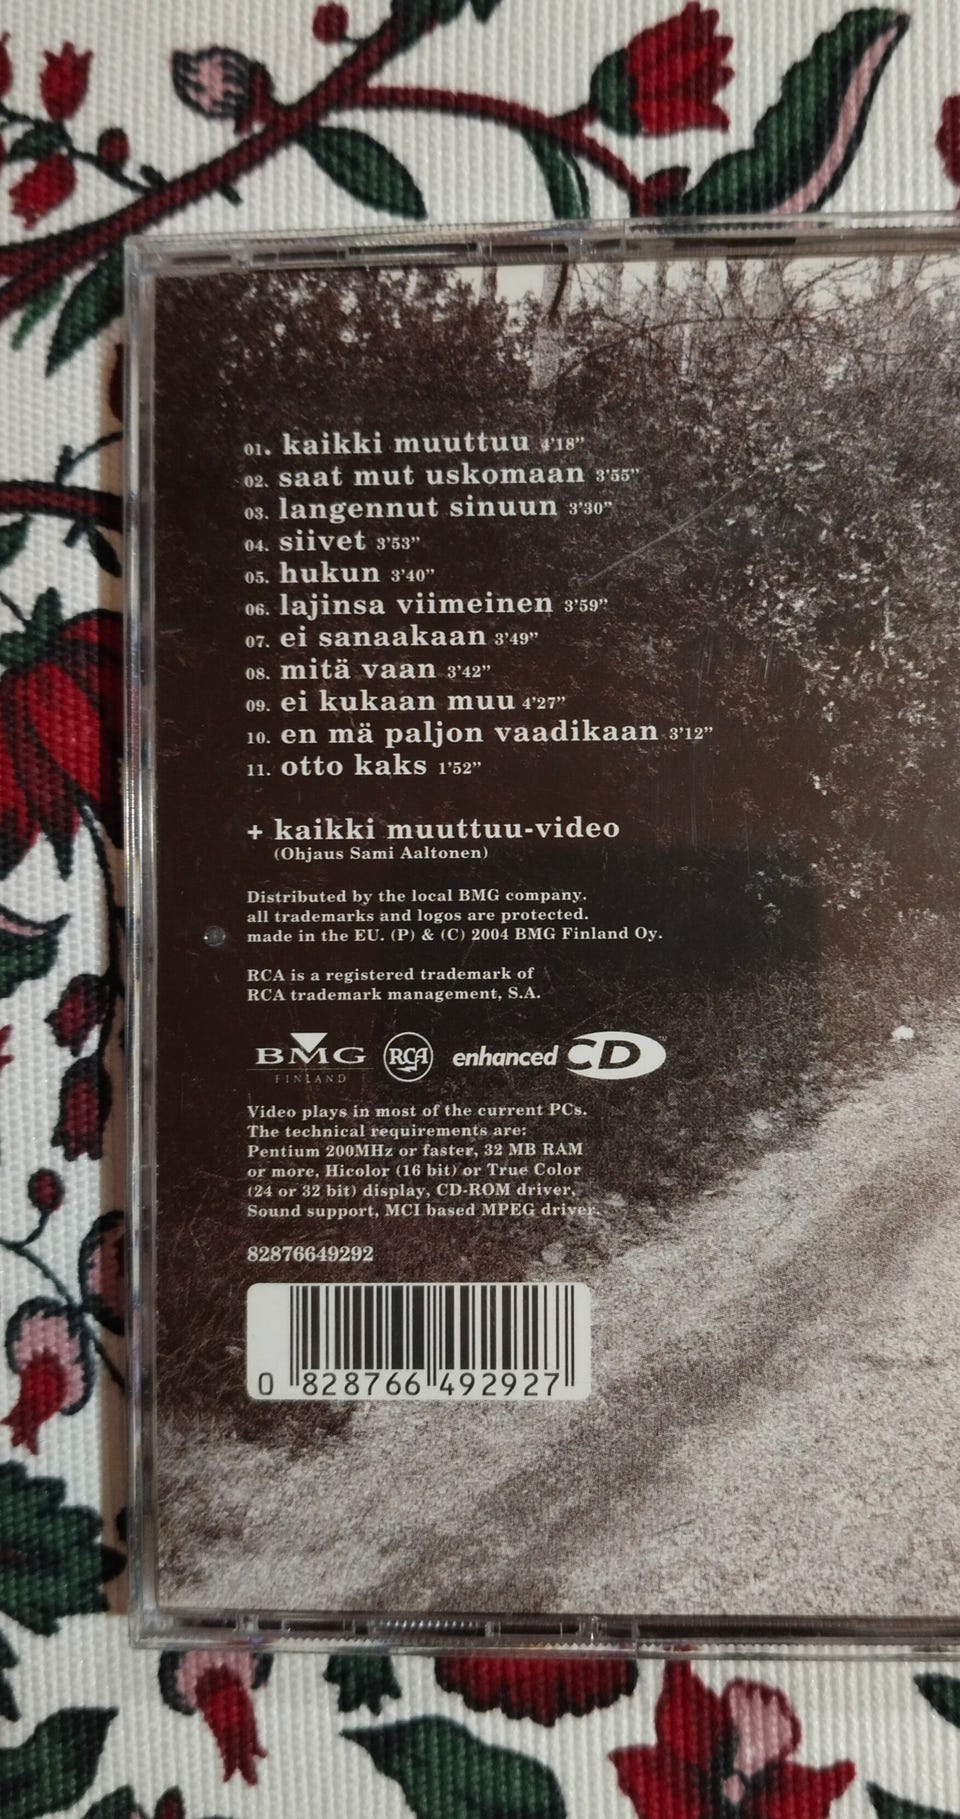 01. kaikki muuttuu 4'18”
02. saat mut uskomaan 3'55”
03. langennut sinuun 3'30”
04. siivet 3'53”
05. hukun 3'40”
06. lajinsa viimeinen 3'59”
07. ei sanaakaan 3'49”
08. mitä vaan 3'42”
09. ei kukaan muu 4'27”
10. en mä paljon vaadikaan 3'12”
11. otto kaks 1'52”
+ kaikki muuttuu-video
(Ohjaus Sami Aaltonen)
Distributed by the local BMG company.
all trademarks and logos are protected.
made in the EU. (P) & (C) 2004 BMG Finland Oy.
RCA is a registered trademark of
RCA trademark management, S.A.
BMG FINLAND RCA enhanced CD™
Video plays in most of the current PCs.
The technical requirements are:
Pentium 200MHz or faster, 32 MB RAM
or more, Hicolor (16 bit) or True Color
(24 or 32 bit) display, CD-ROM driver,
Sound support, MCI based MPEG driver.
82876649292
0 828766 492927